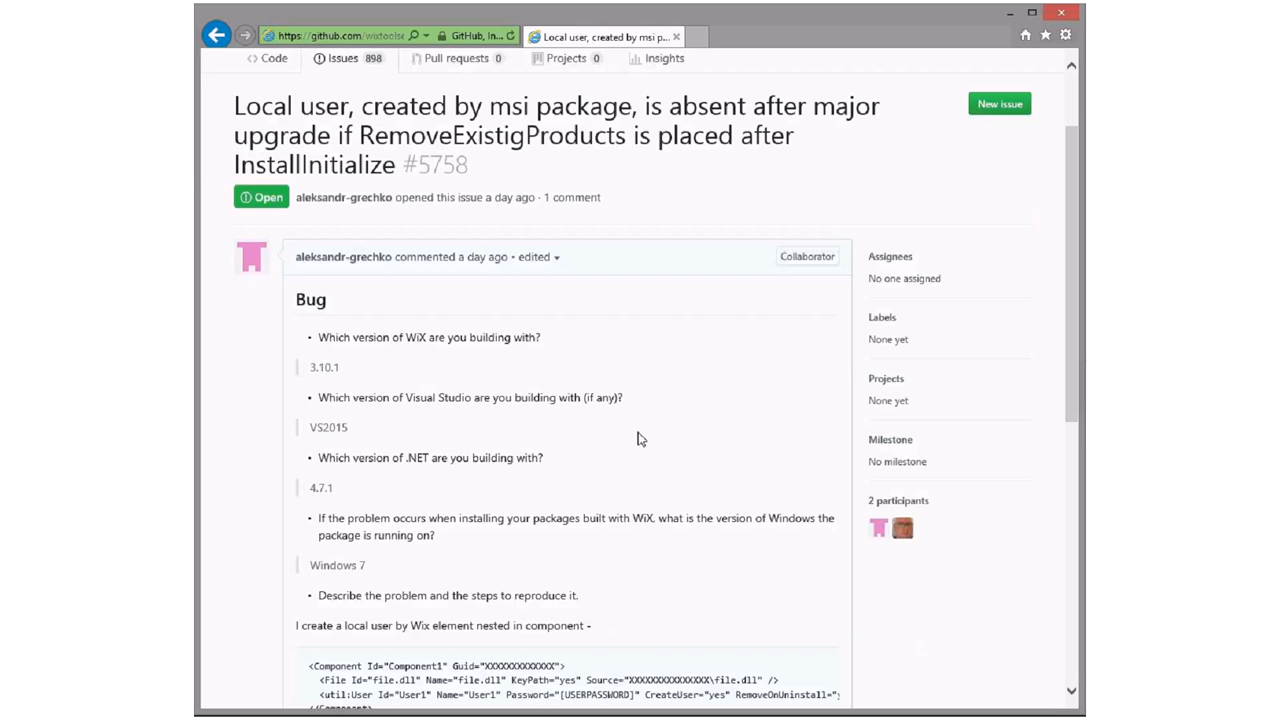 https://github.com/wixtoolse
GitHub, In...
Local user, created by msi p...
Code
Issues 898
Pull requests 0
Projects 0
Insights
Local user, created by msi package, is absent after major
upgrade if RemoveExistigProducts is placed after
InstallInitialize #5758
New issue
Open
aleksandr-grechko opened this issue a day ago · 1 comment
aleksandr-grechko commented a day ago • edited
Collaborator
Bug
• Which version of WiX are you building with?
3.10.1
• Which version of Visual Studio are you building with (if any)?
VS2015
• Which version of .NET are you building with?
4.7.1
• If the problem occurs when installing your packages built with WiX, what is the version of Windows the
package is running on?
Windows 7
• Describe the problem and the steps to reproduce it.
I create a local user by Wix element nested in component -
<Component Id="Component1" Guid="XXXXXXXXXXXXX">
<File Id="file.dll" Name="file.dll" KeyPath="yes" Source="XXXXXXXXXXXXXXX\file.dll" />
<util:User Id="User1" Name="User1" Password="[USERPASSWORD]" CreateUser="yes" RemoveOnUninstall="y
</Component>
Assignees
No one assigned
Labels
None yet
Projects
None yet
Milestone
No milestone
2 participants